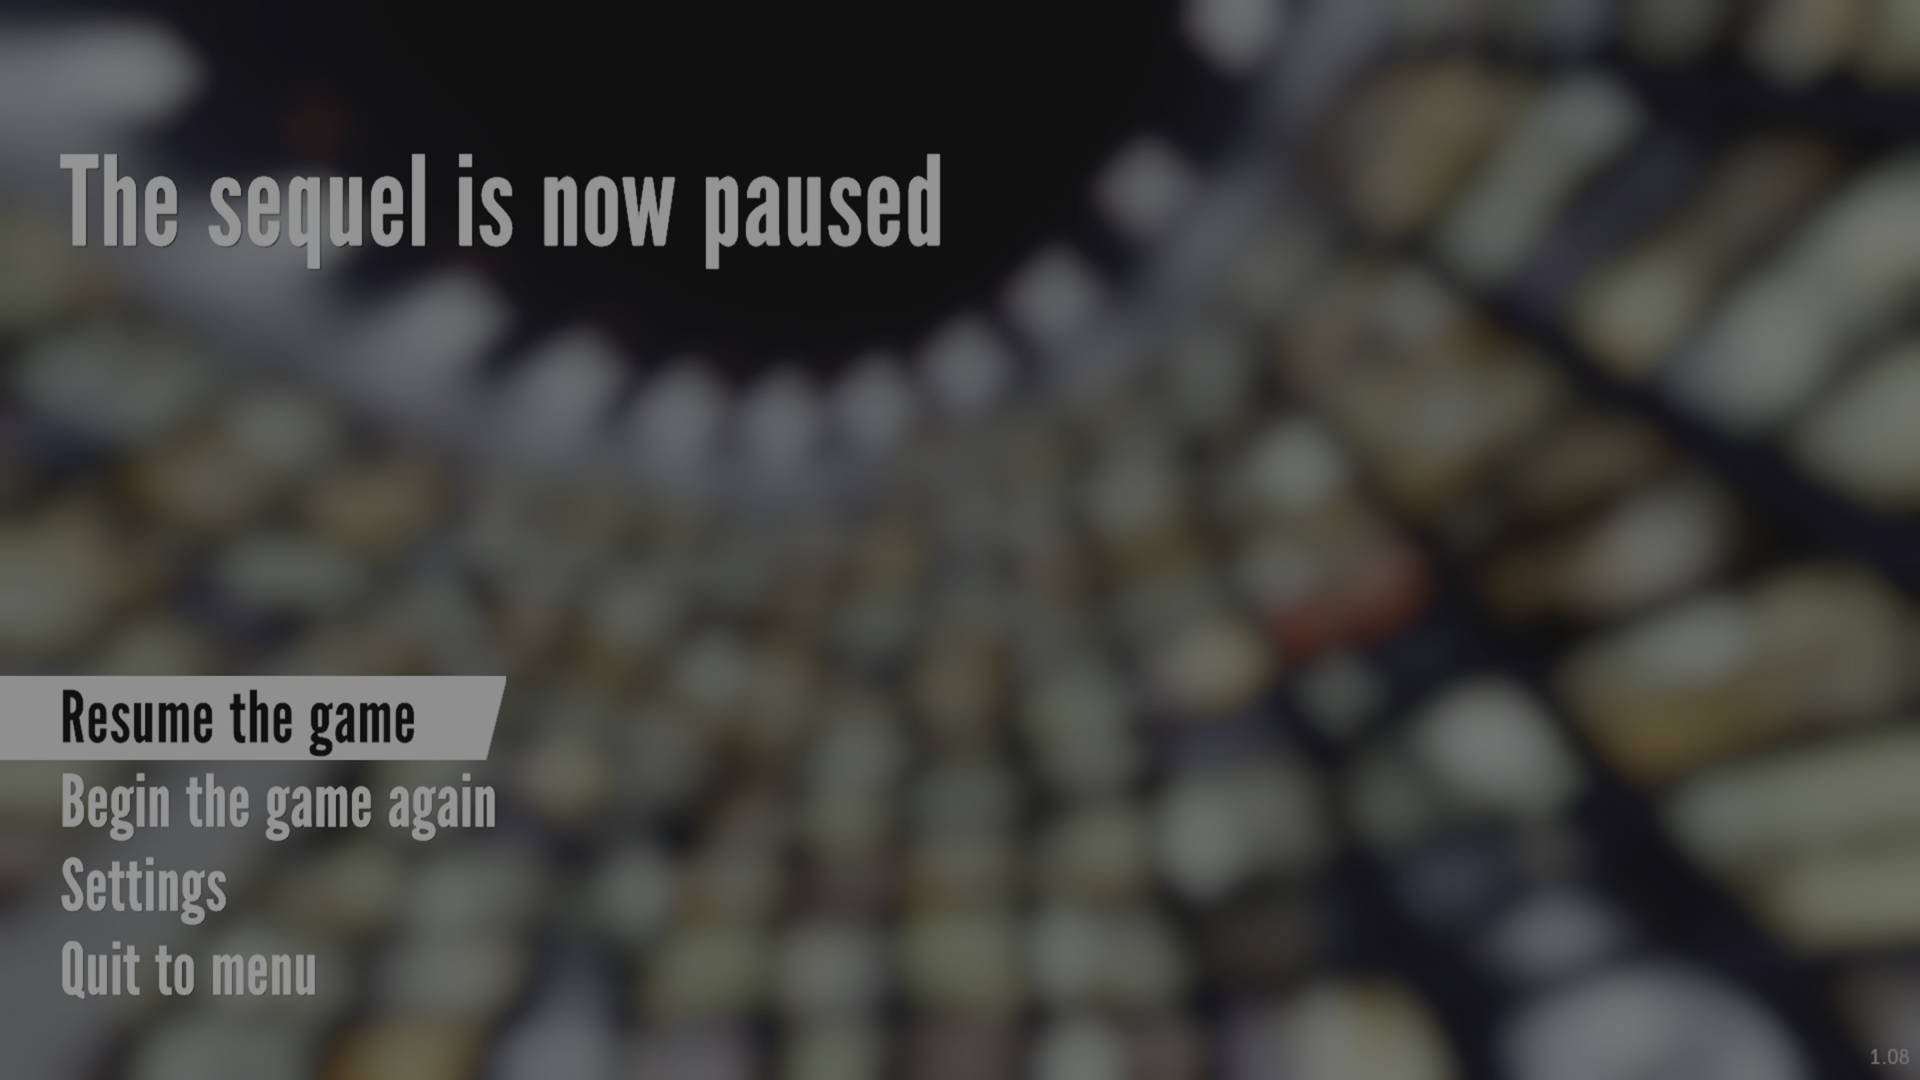 The sequel is now paused
Resume the game
Begin the game again
Settings
Quit to menu
1.08